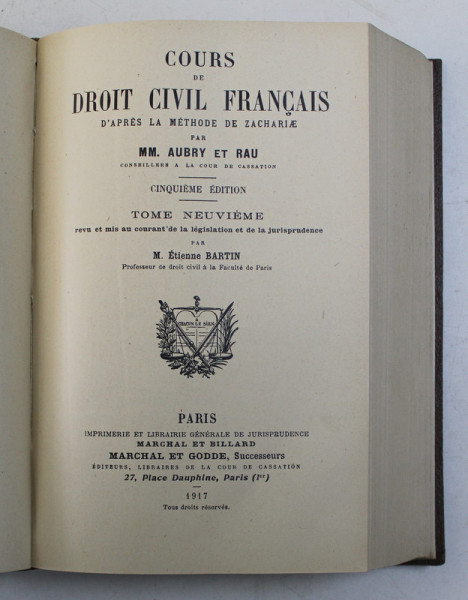 COURS
DE
DROIT CIVIL FRANÇAIS
D'APRÈS LA MÉTHODE DE ZACHARIÆ
PAR
MM. AUBRY ET RAU
CONSEILLERS A LA COUR DE CASSATION
CINQUIÈME ÉDITION
TOME NEUVIÈME
revu et mis au courant de la législation et de la jurisprudence
PAR
M. Étienne BARTIN
Professeur de droit civil à la Faculté de Paris
A CHACUN LE SIEN
PARIS
IMPRIMERIE ET LIBRAIRIE GÉNÉRALE DE JURISPRUDENCE
MARCHAL ET BILLARD
MARCHAL ET GODDE, Successeurs
ÉDITEURS, LIBRAIRES DE LA COUR DE CASSATION
27, Place Dauphine, Paris (Ier)
1917
Tous droits réservés.